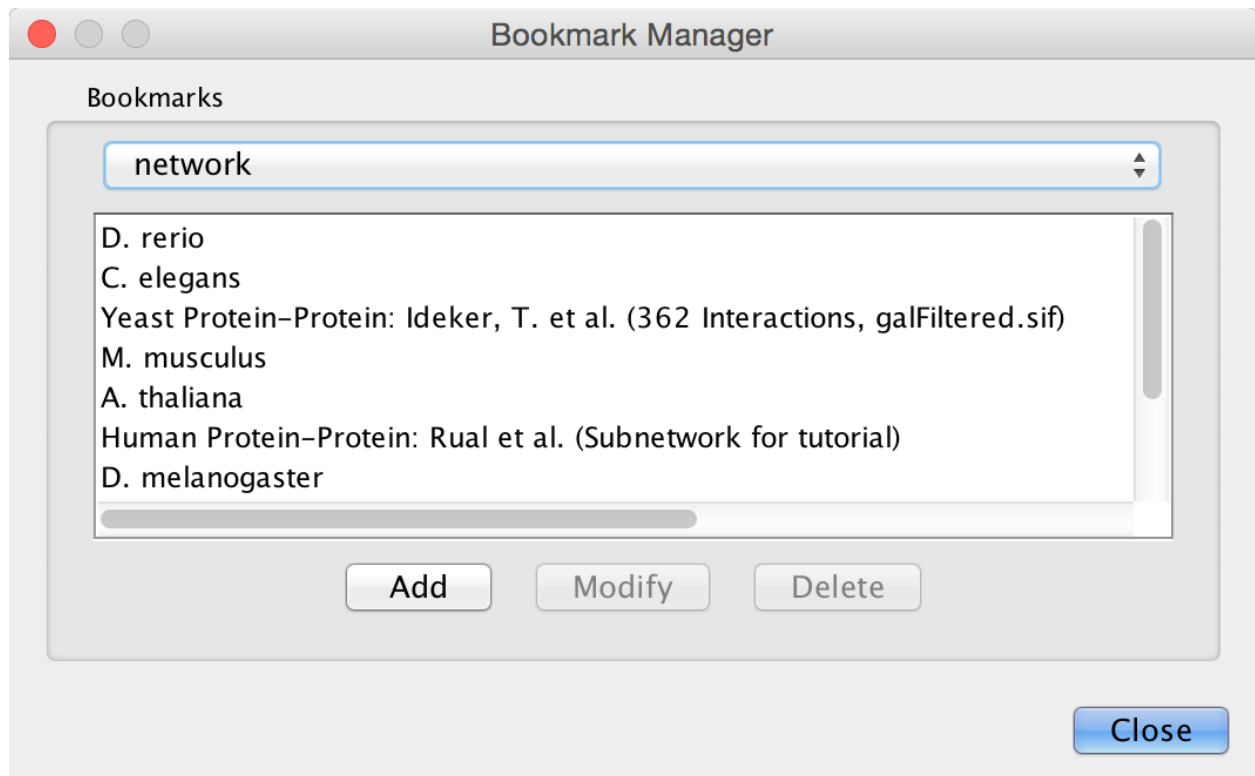 Bookmark Manager
Bookmarks
network
D. rerio
C. elegans
Yeast Protein–Protein: Ideker, T. et al. (362 Interactions, galFiltered.sif)
M. musculus
A. thaliana
Human Protein–Protein: Rual et al. (Subnetwork for tutorial)
D. melanogaster
Add Modify Delete
Close